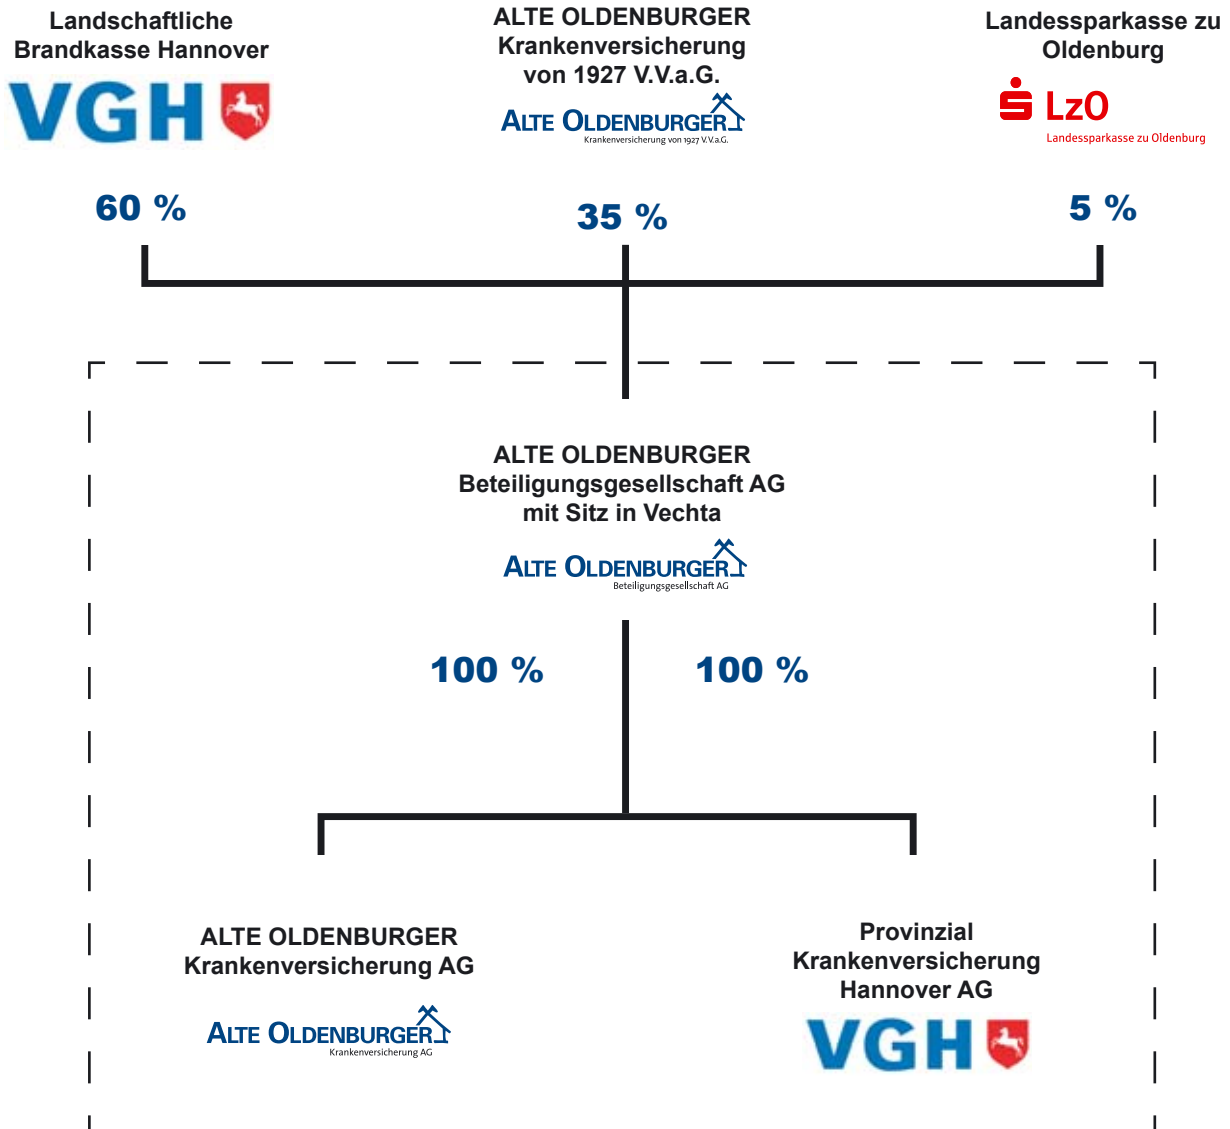 Landschaftliche
Brandkasse Hannover
VGH
60 %
ALTE OLDENBURGER
Krankenversicherung
von 1927 V.V.a.G.
ALTE OLDENBURGER
Krankenversicherung von 1927 V.V.a.G.
35 %
Landessparkasse zu
Oldenburg
LzO
Landessparkasse zu Oldenburg
5 %
ALTE OLDENBURGER
Beteiligungsgesellschaft AG
mit Sitz in Vechta
ALTE OLDENBURGER
Beteiligungsgesellschaft AG
100 %
100 %
ALTE OLDENBURGER
Krankenversicherung AG
ALTE OLDENBURGER
Krankenversicherung AG
Provinzial
Krankenversicherung
Hannover AG
VGH